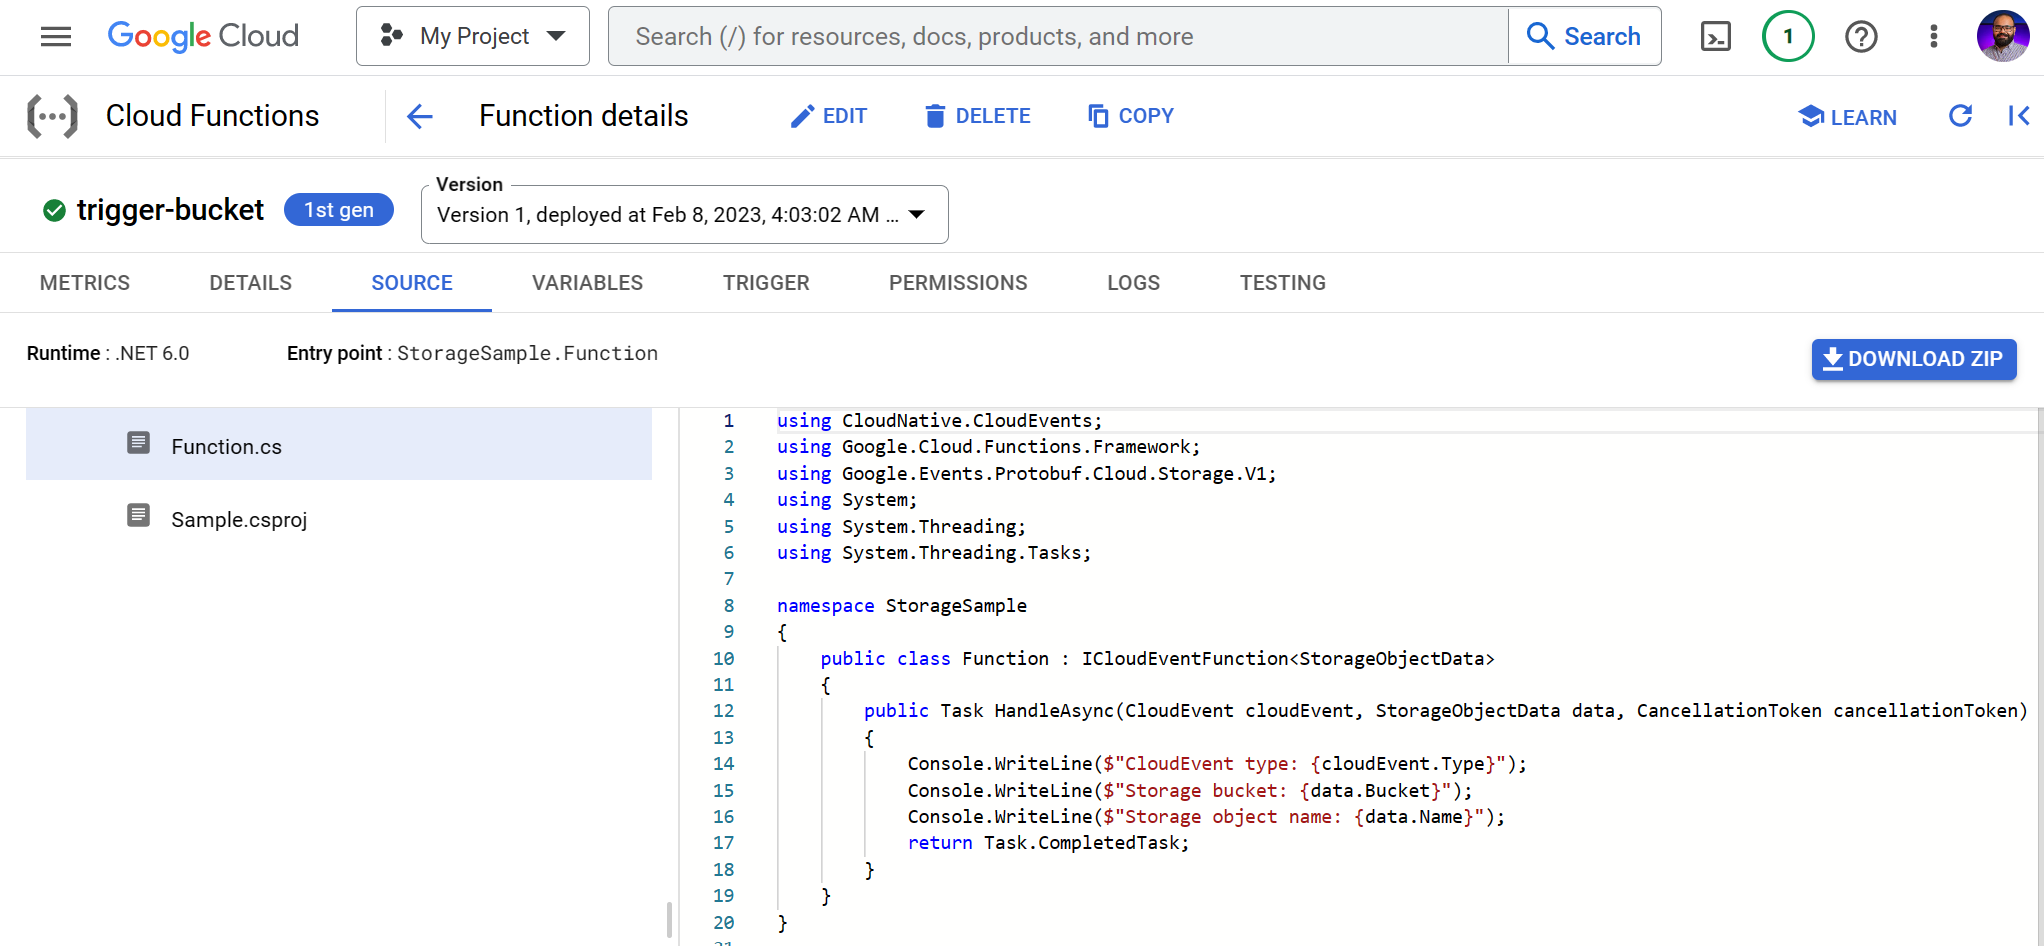 Google Cloud
My Project
Search (/) for resources, docs, products, and more
Search
1
Cloud Functions
Function details
EDIT
DELETE
COPY
LEARN
trigger-bucket
1st gen
Version
Version 1, deployed at Feb 8, 2023, 4:03:02 AM ...
METRICS
DETAILS
SOURCE
VARIABLES
TRIGGER
PERMISSIONS
LOGS
TESTING
Runtime : .NET 6.0
Entry point : StorageSample.Function
DOWNLOAD ZIP
Function.cs
Sample.csproj
1 using CloudNative.CloudEvents;
2 using Google.Cloud.Functions.Framework;
3 using Google.Events.Protobuf.Cloud.Storage.V1;
4 using System;
5 using System.Threading;
6 using System.Threading.Tasks;
7
8 namespace StorageSample
9 {
10 public class Function : ICloudEventFunction<StorageObjectData>
11 {
12 public Task HandleAsync(CloudEvent cloudEvent, StorageObjectData data, CancellationToken cancellationToken)
13 {
14 Console.WriteLine($"CloudEvent type: {cloudEvent.Type}");
15 Console.WriteLine($"Storage bucket: {data.Bucket}");
16 Console.WriteLine($"Storage object name: {data.Name}");
17 return Task.CompletedTask;
18 }
19 }
20 }